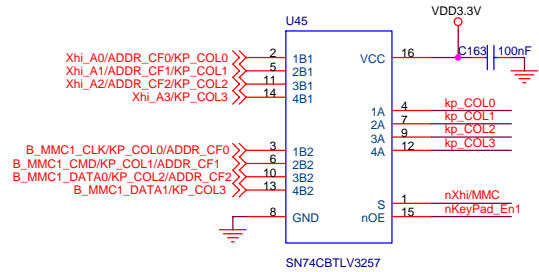 VDD3.3V
U45
C163 100nF
Xhi_A0/ADDR_CF0/KP_COL0 2 1B1 VCC 16
Xhi_A1/ADDR_CF1/KP_COL1 5 2B1
Xhi_A2/ADDR_CF2/KP_COL2 11 3B1
Xhi_A3/KP_COL3 14 4B1
1A 4 kp_COL0
2A 7 kp_COL1
3A 9 kp_COL2
4A 12 kp_COL3
B_MMC1_CLK/KP_COL0/ADDR_CF0 3 1B2
B_MMC1_CMD/KP_COL1/ADDR_CF1 6 2B2
B_MMC1_DATA0/KP_COL2/ADDR_CF2 10 3B2
B_MMC1_DATA1/KP_COL3 13 4B2
S 1 nXhi/MMC
8 GND nOE 15 nKeyPad_En1
SN74CBTLV3257